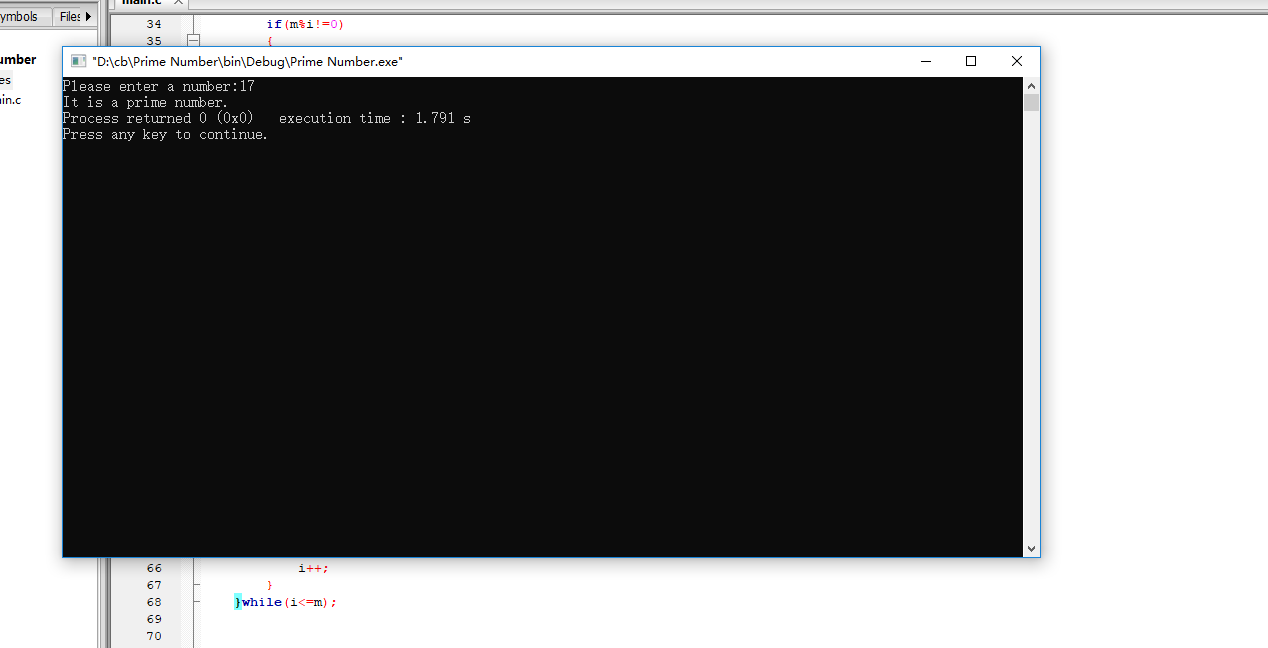 main.c
ymbols Files
34 if(m%i!=0)
35 {
umber
es
in.c
"D:\cb\Prime Number\bin\Debug\Prime Number.exe"
Please enter a number:17
It is a prime number.
Process returned 0 (0x0) execution time : 1.791 s
Press any key to continue.
66 i++;
67 }
68 }while(i<=m);
69
70